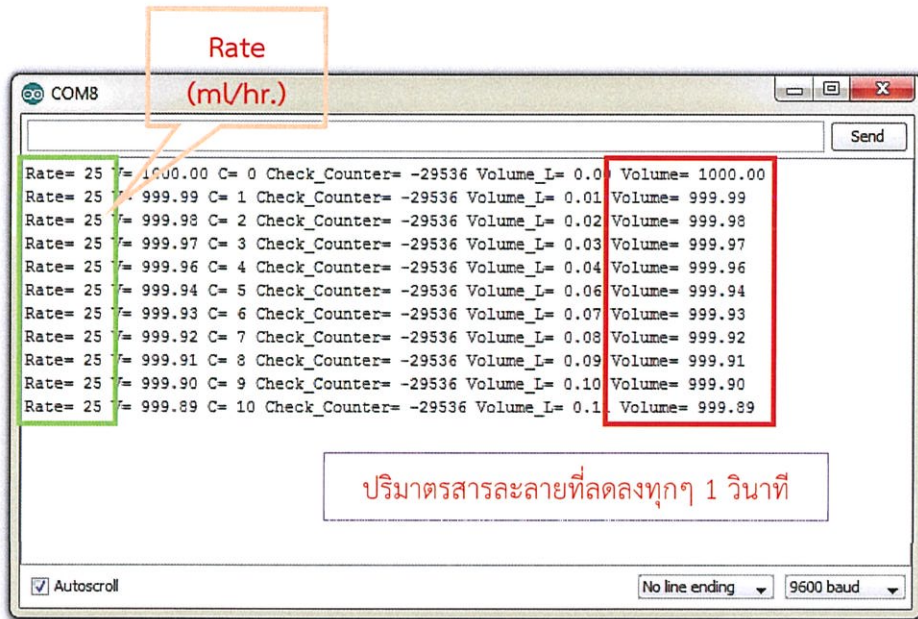 Rate
(ml/hr.)
COM8
Send
Rate= 25 V= 1000.00 C= 0 Check_Counter= -29536 Volume_L= 0.00 Volume= 1000.00
Rate= 25 V= 999.99 C= 1 Check_Counter= -29536 Volume_L= 0.01 Volume= 999.99
Rate= 25 V= 999.98 C= 2 Check_Counter= -29536 Volume_L= 0.02 Volume= 999.98
Rate= 25 V= 999.97 C= 3 Check_Counter= -29536 Volume_L= 0.03 Volume= 999.97
Rate= 25 V= 999.96 C= 4 Check_Counter= -29536 Volume_L= 0.04 Volume= 999.96
Rate= 25 V= 999.94 C= 5 Check_Counter= -29536 Volume_L= 0.06 Volume= 999.94
Rate= 25 V= 999.93 C= 6 Check_Counter= -29536 Volume_L= 0.07 Volume= 999.93
Rate= 25 V= 999.92 C= 7 Check_Counter= -29536 Volume_L= 0.08 Volume= 999.92
Rate= 25 V= 999.91 C= 8 Check_Counter= -29536 Volume_L= 0.09 Volume= 999.91
Rate= 25 V= 999.90 C= 9 Check_Counter= -29536 Volume_L= 0.10 Volume= 999.90
Rate= 25 V= 999.89 C= 10 Check_Counter= -29536 Volume_L= 0.11 Volume= 999.89
ปริมาตรสารละลายที่ลดลงทุกๆ 1 วินาที
Autoscroll
No line ending
9600 baud